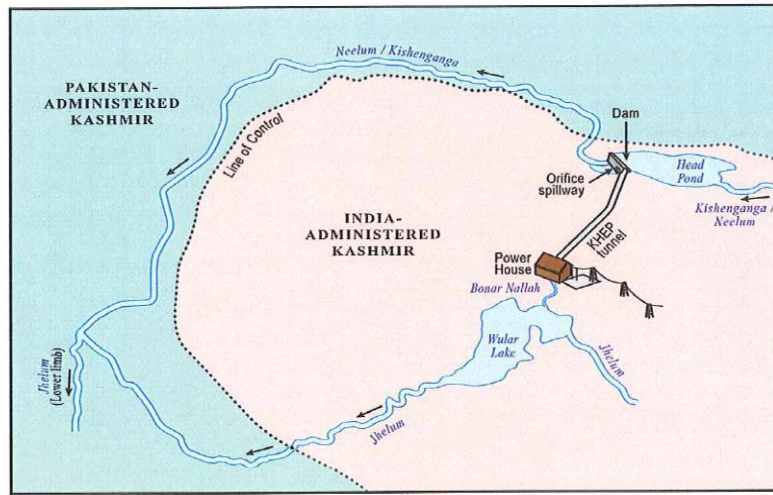 Neelum / Kishenganga
PAKISTAN-
ADMINISTERED
KASHMIR
Line of Control
Dam
Head
Pond
Orifice
spillway
Kishenganga /
Neelum
INDIA-
ADMINISTERED
KASHMIR
KHEP
tunnel
Power
House
Bonar Nallah
Wular
Lake
Jhelum
Jhelum
(Lower limb)
Jhelum